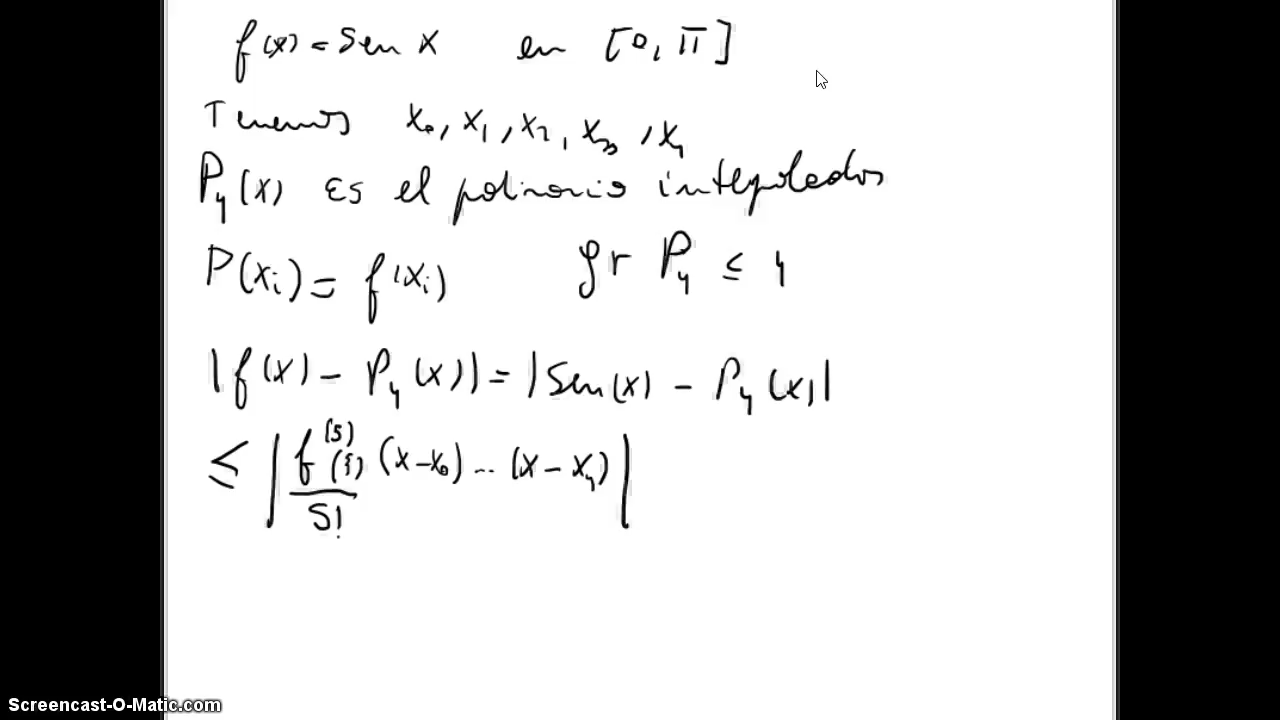 f(x) = Sen x en [0, π]
Tenemos x₀, x₁, x₂, x₃, x₄
P₄(x) es el polinomio interpolador
P(xᵢ) = f(xᵢ) gr P₄ ≤ 4
|f(x) - P₄(x)| = |Sen(x) - P₄(x)|
≤ | f⁽⁵⁾(ξ)/5! (x-x₀) ... (x-x₄) |
Screencast-O-Matic.com